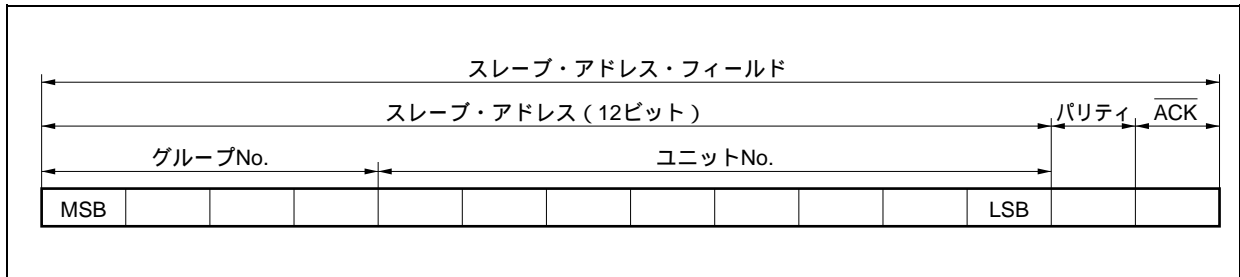 スレーブ・アドレス・フィールド
スレーブ・アドレス（12ビット）
パリティ
ACK
グループNo.
ユニットNo.
MSB
LSB